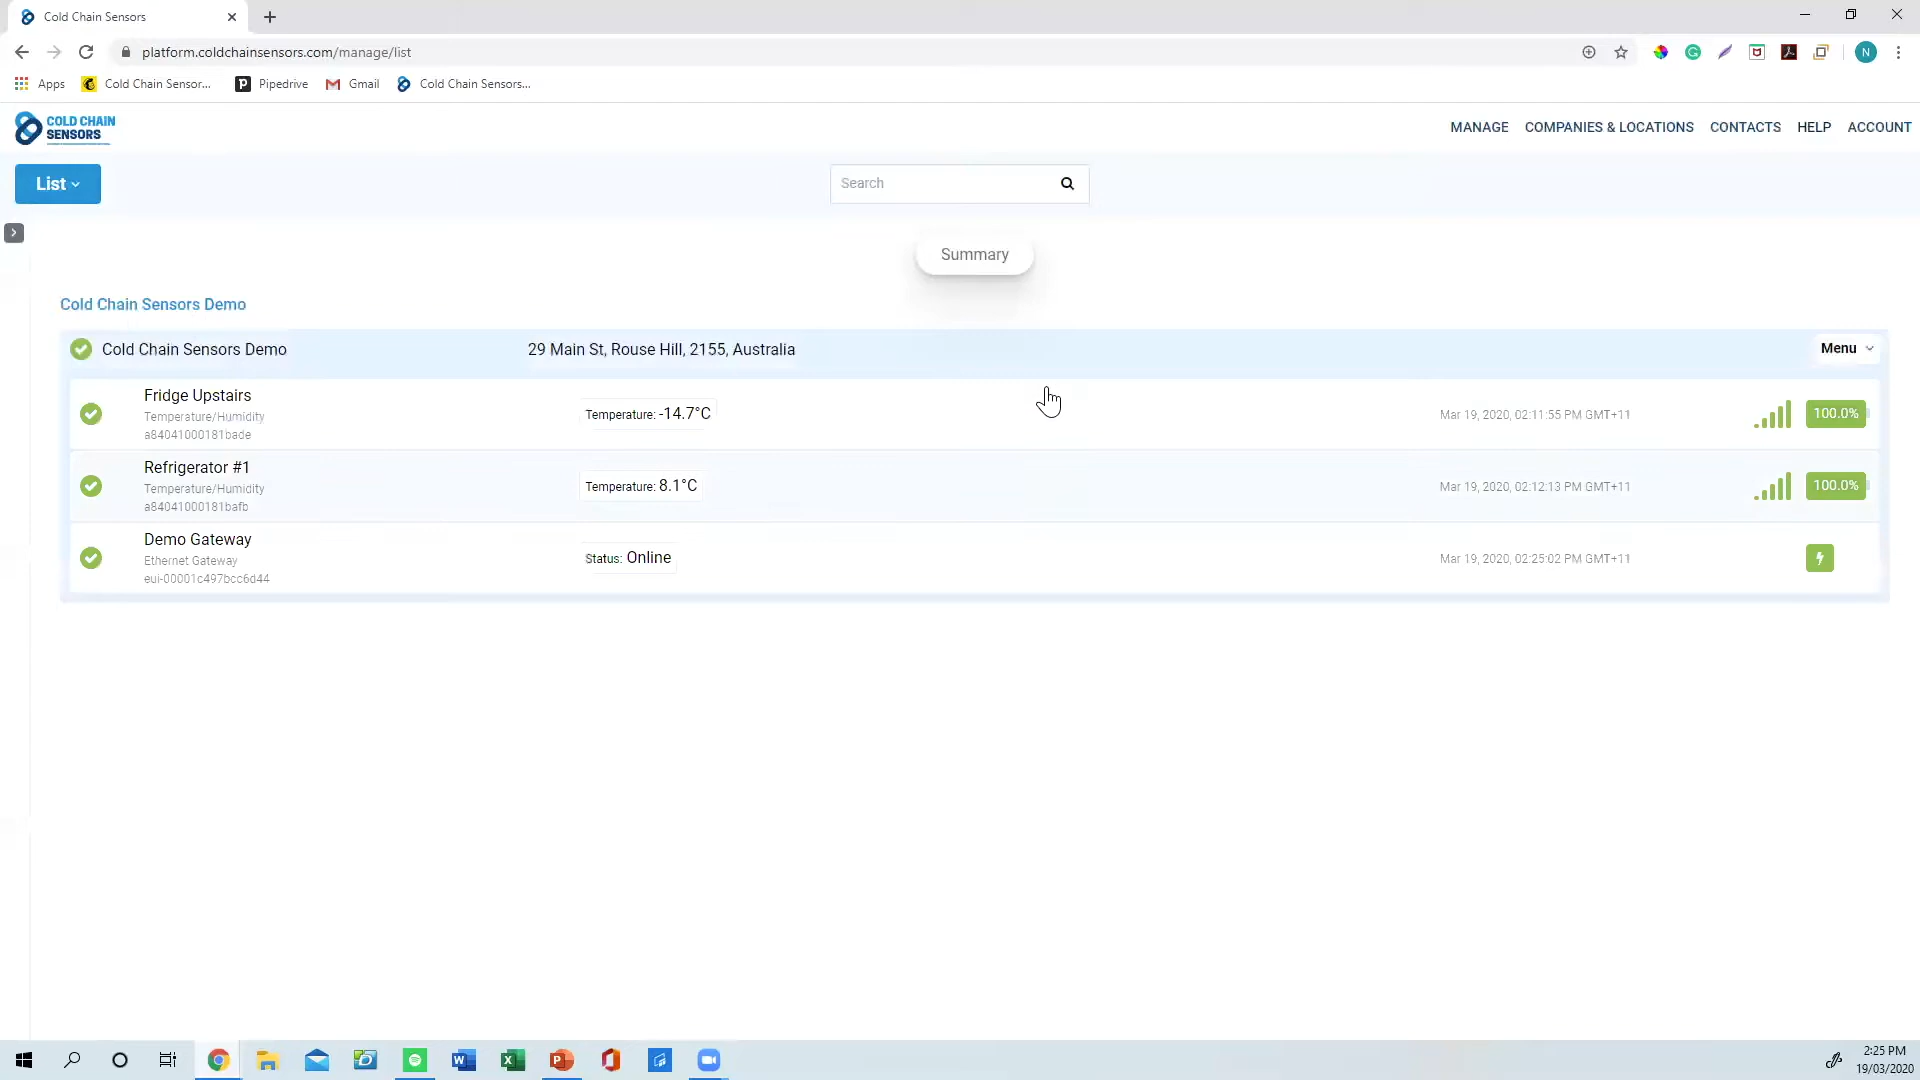 Cold Chain Sensors
platform.coldchainsensors.com/manage/list
N
Apps Cold Chain Sensor... Pipedrive Gmail Cold Chain Sensors...
COLD CHAIN
SENSORS
MANAGE COMPANIES & LOCATIONS CONTACTS HELP ACCOUNT
List
Search
Summary
Cold Chain Sensors Demo
Cold Chain Sensors Demo 29 Main St, Rouse Hill, 2155, Australia Menu
Fridge Upstairs
Temperature/Humidity
a84041000181bade
Temperature: -14.7°C
Mar 19, 2020, 02:11:55 PM GMT+11
100.0%
Refrigerator #1
Temperature/Humidity
a84041000181bafb
Temperature: 8.1°C
Mar 19, 2020, 02:12:13 PM GMT+11
100.0%
Demo Gateway
Ethernet Gateway
eui-00001c497bcc6d44
Status: Online
Mar 19, 2020, 02:25:02 PM GMT+11
2:25 PM
19/03/2020